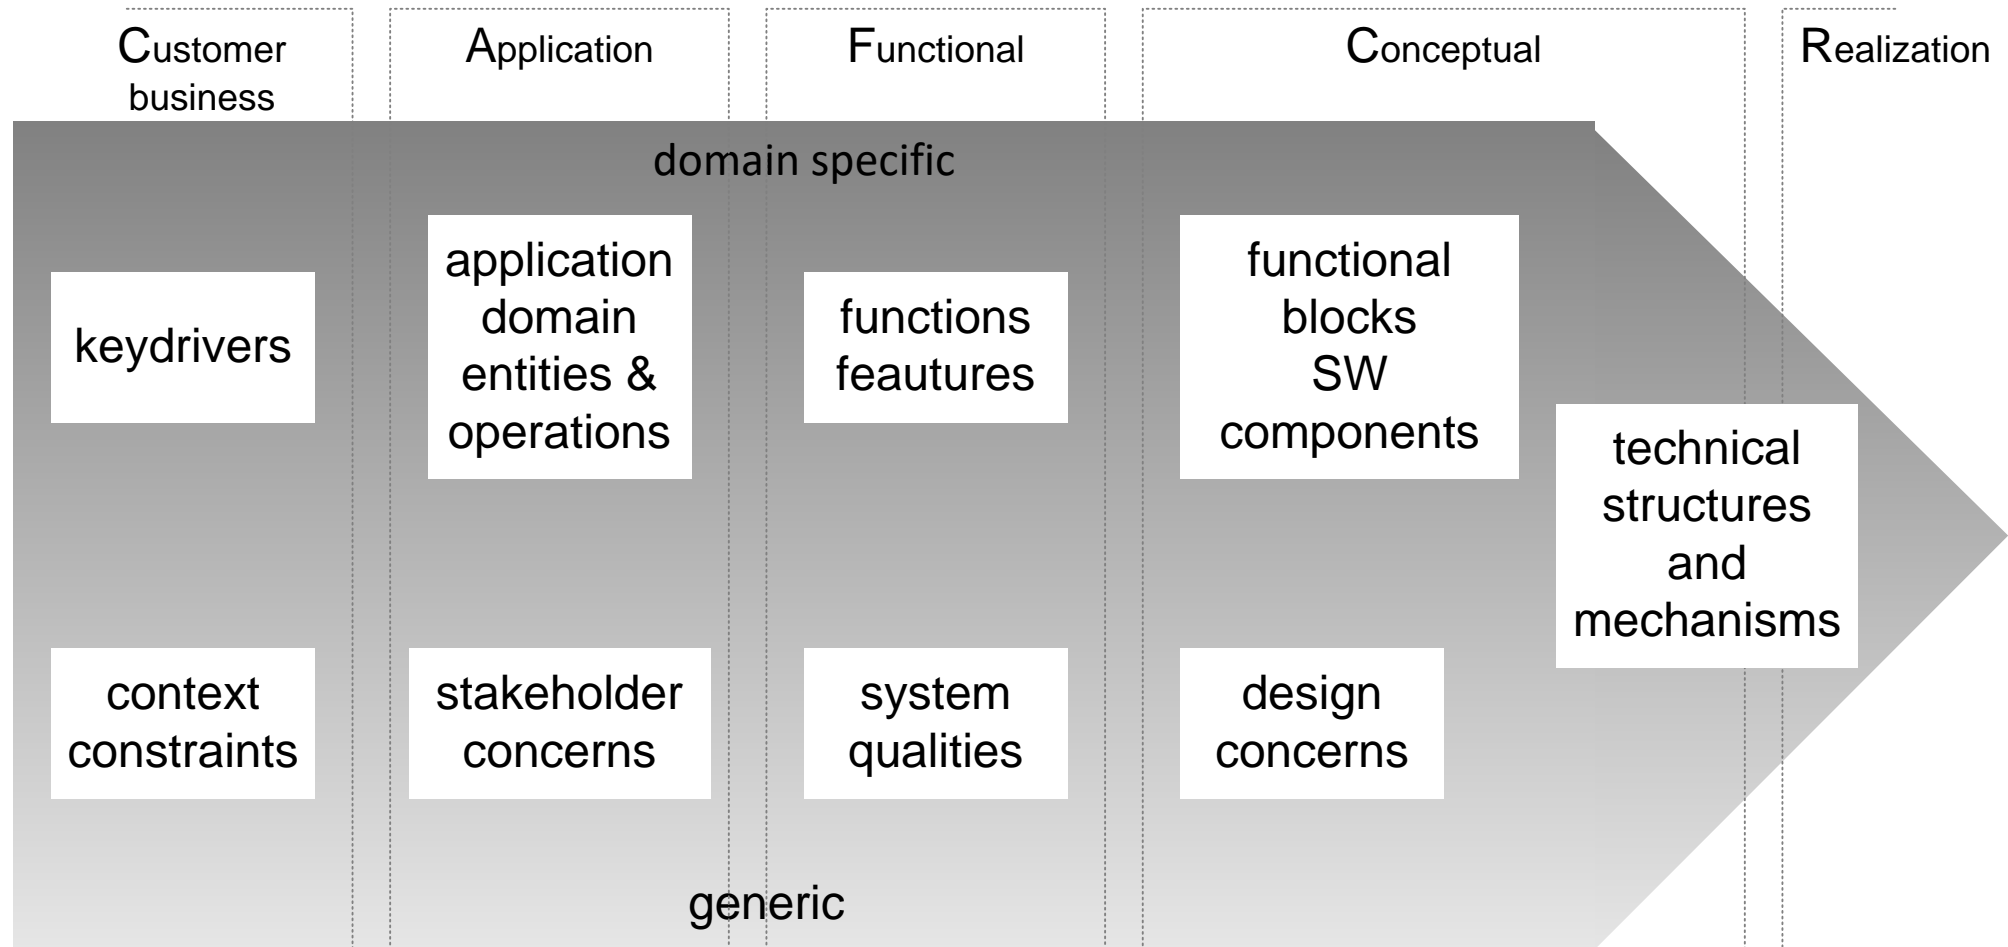 Customer
business
Application
Functional
Conceptual
Realization
domain specific
keydrivers
application
domain
entities &
operations
functions
feautures
functional
blocks
SW
components
technical
structures
and
mechanisms
context
constraints
stakeholder
concerns
system
qualities
design
concerns
generic